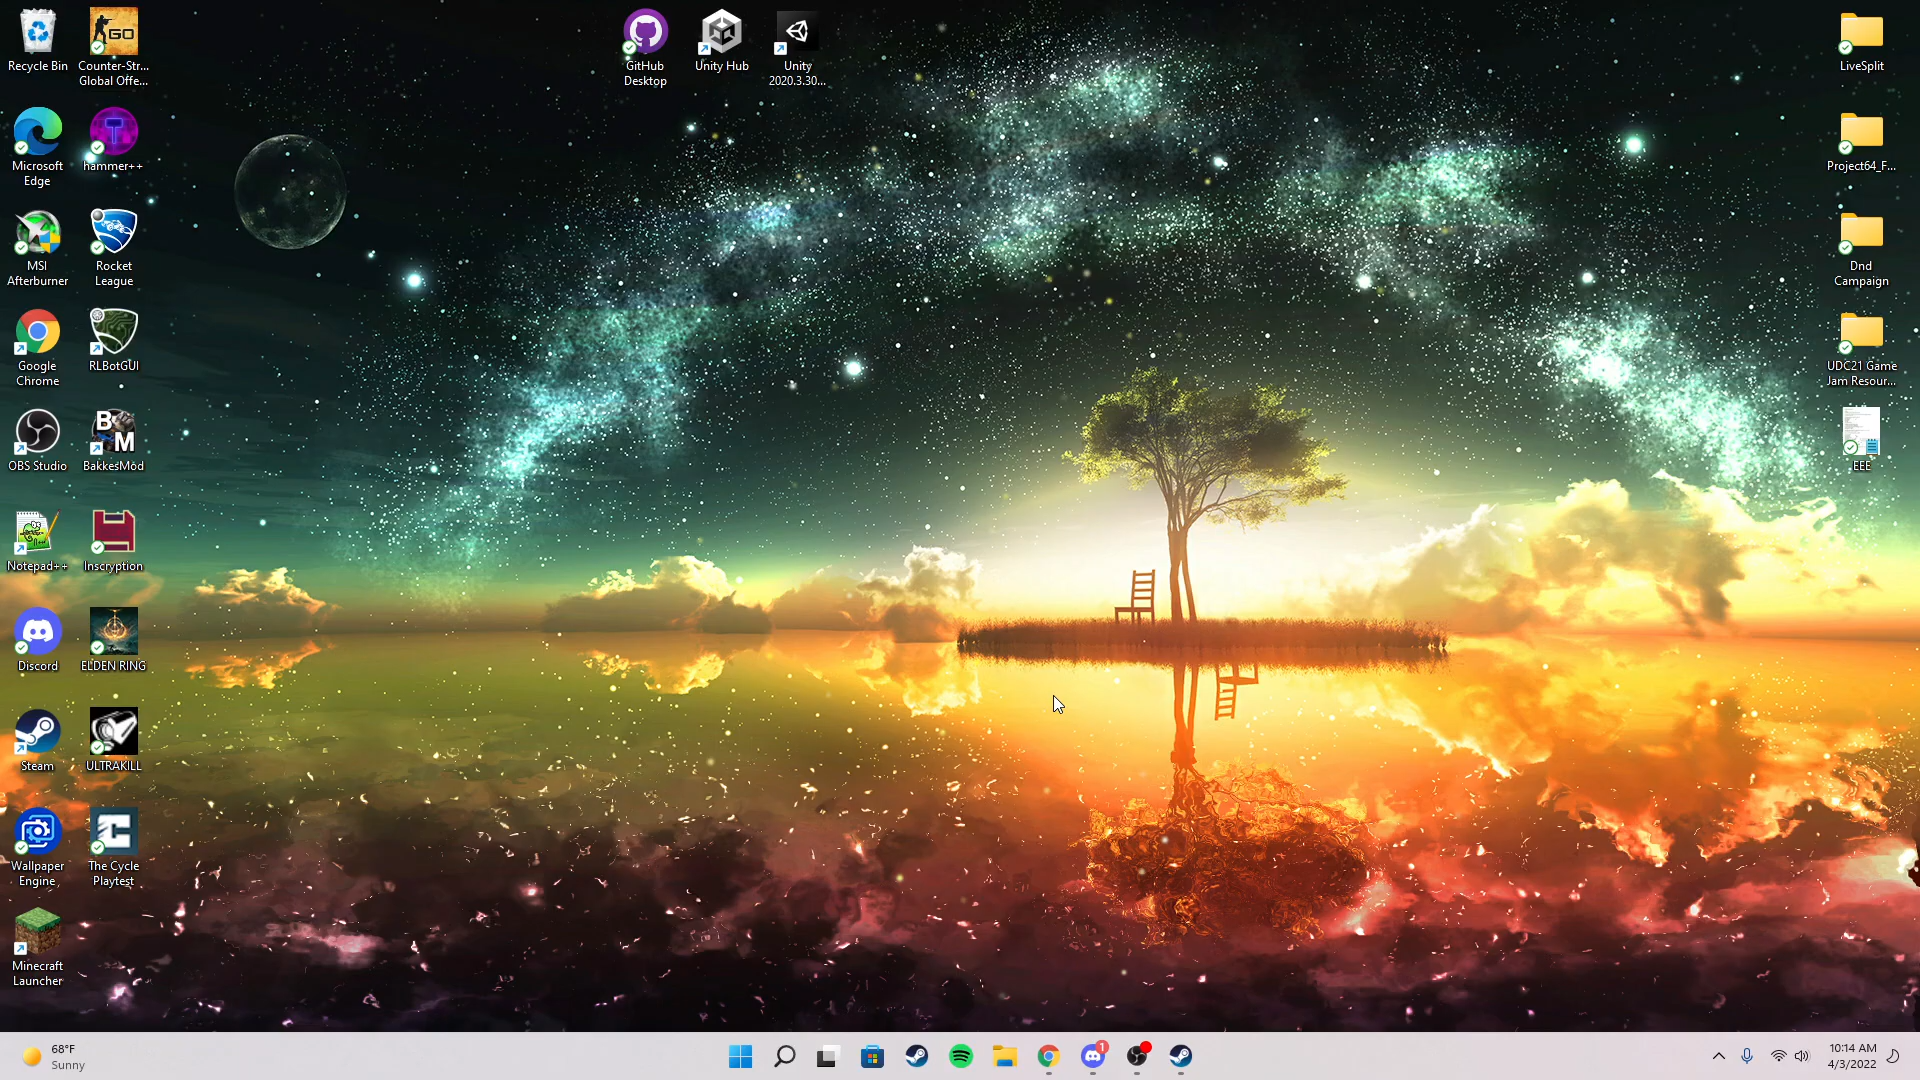 Recycle Bin
Counter-Str...
Global Offe...
GO
GitHub
Desktop
Unity Hub
Unity
2020.3.30...
LiveSplit
Microsoft
Edge
hammer++
T
Project64_F...
MSI
Afterburner
Rocket
League
Dnd
Campaign
Google
Chrome
RLBotGUI
UDC21 Game
Jam Resour...
OBS Studio
B
M
BakkesMod
EEE
Notepad++
Inscryption
Discord
ELDEN RING
Steam
ULTRAKILL
Wallpaper
Engine
The Cycle
Playtest
Minecraft
Launcher
68°F
Sunny
1
10:14 AM
4/3/2022